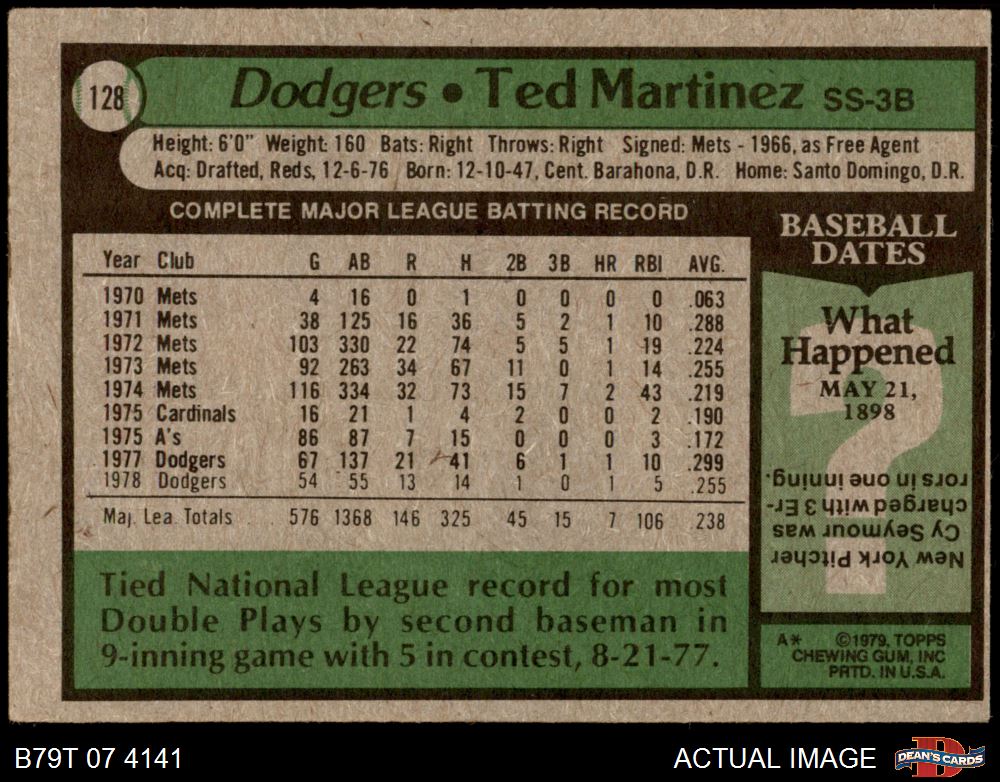 128
Dodgers • Ted Martinez SS-3B
Height: 6'0" Weight: 160 Bats: Right Throws: Right Signed: Mets - 1966, as Free Agent
Acq: Drafted, Reds, 12-6-76 Born: 12-10-47, Cent. Barahona, D.R. Home: Santo Domingo, D.R.
COMPLETE MAJOR LEAGUE BATTING RECORD
Year Club G AB R H 2B 3B HR RBI AVG.
1970 Mets 4 16 0 1 0 0 0 0 .063
1971 Mets 38 125 16 36 5 2 1 10 .288
1972 Mets 103 330 22 74 5 5 1 19 .224
1973 Mets 92 263 34 67 11 0 1 14 .255
1974 Mets 116 334 32 73 15 7 2 43 .219
1975 Cardinals 16 21 1 4 2 0 0 2 .190
1975 A's 86 87 7 15 0 0 0 3 .172
1977 Dodgers 67 137 21 41 6 1 1 10 .299
1978 Dodgers 54 55 13 14 1 0 1 5 .255
Maj. Lea. Totals 576 1368 146 325 45 15 7 106 .238
Tied National League record for most
Double Plays by second baseman in
9-inning game with 5 in contest, 8-21-77.
BASEBALL
DATES
What
Happened
MAY 21,
1898
?
New York Pitcher
Cy Seymour was
charged with 3 Er-
rors in one inning.
A* ©1979, TOPPS
CHEWING GUM, INC
PRTD. IN U.S.A.
B79T 07 4141
ACTUAL IMAGE
D
DEAN'S CARDS